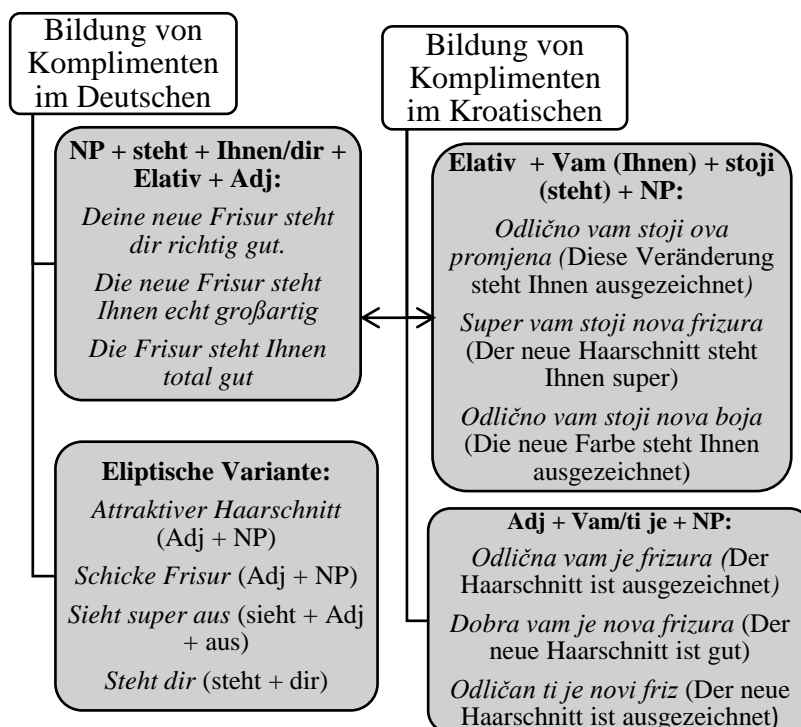 Bildung von
Komplimenten
im Deutschen
NP + steht + Ihnen/dir +
Elativ + Adj:
Deine neue Frisur steht
dir richtig gut.
Die neue Frisur steht
Ihnen echt großartig
Die Frisur steht Ihnen
total gut
Eliptische Variante:
Attraktiver Haarschnitt
(Adj + NP)
Schicke Frisur (Adj + NP)
Sieht super aus (sieht + Adj
+ aus)
Steht dir (steht + dir)
Bildung von
Komplimenten
im Kroatischen
Elativ + Vam (Ihnen) + stoji
(steht) + NP:
Odlično vam stoji ova
promjena (Diese Veränderung
steht Ihnen ausgezeichnet)
Super vam stoji nova frizura
(Der neue Haarschnitt steht
Ihnen super)
Odlično vam stoji nova boja
(Die neue Farbe steht Ihnen
ausgezeichnet)
Adj + Vam/ti je + NP:
Odlična vam je frizura (Der
Haarschnitt ist ausgezeichnet)
Dobra vam je nova frizura (Der
neue Haarschnitt ist gut)
Odličan ti je novi friz (Der neue
Haarschnitt ist ausgezeichnet)